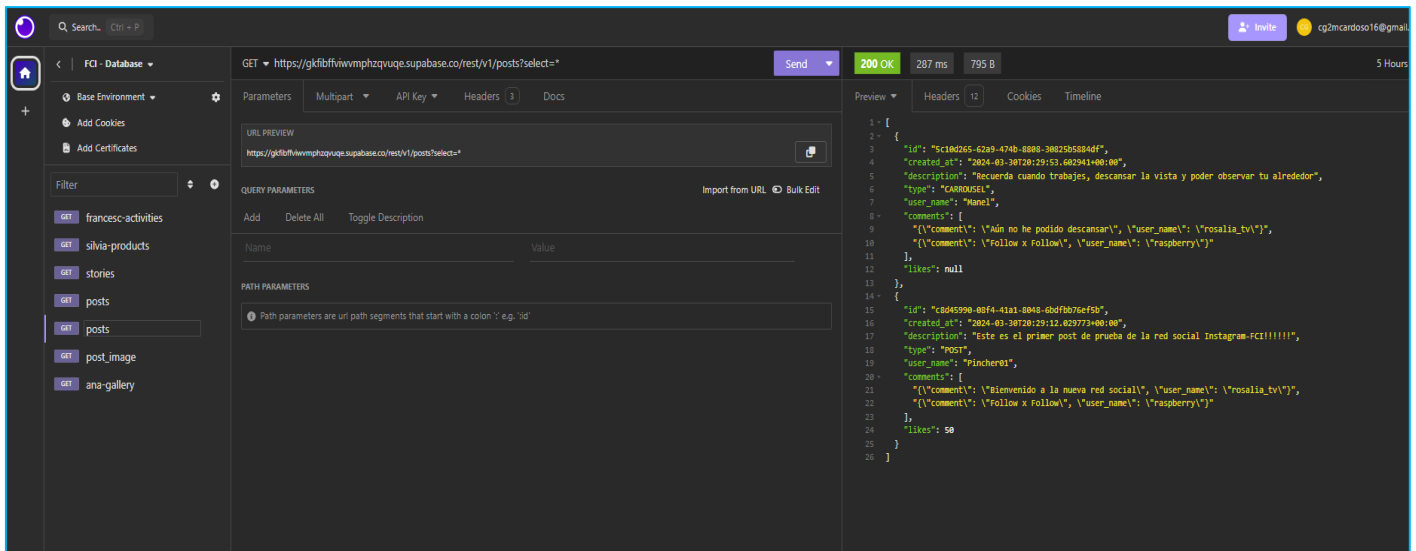 Search.. Ctrl + P
Invite
CG
cg2mcardoso16@gmail.
FCI - Database
GET https://gkfibffviwvmphzqvuqe.supabase.co/rest/v1/posts?select=*
Send
200 OK
287 ms
795 B
5 Hours
Base Environment
Add Cookies
Add Certificates
Filter
GET francesc-activities
GET silvia-products
GET stories
GET posts
GET posts
GET post_image
GET ana-gallery
Parameters Multipart API Key Headers 3 Docs
URL PREVIEW
https://gkfibffviwvmphzqvuqe.supabase.co/rest/v1/posts?select=*
QUERY PARAMETERS
Import from URL Bulk Edit
Add Delete All Toggle Description
Name Value
PATH PARAMETERS
Path parameters are url path segments that start with a colon ':' e.g. ':id'
Preview Headers 12 Cookies Timeline
1 [
2 {
3 "id": "5c10d265-62a9-474b-8808-30825b5884df",
4 "created_at": "2024-03-30T20:29:53.602941+00:00",
5 "description": "Recuerda cuando trabajes, descansar la vista y poder observar tu alrededor",
6 "type": "CARROUSEL",
7 "user_name": "Manel",
8 "comments": [
9 "{\"comment\": \"Aún no he podido descansar\", \"user_name\": \"rosalia_tv\"}",
10 "{\"comment\": \"Follow x Follow\", \"user_name\": \"raspberry\"}"
11 ],
12 "likes": null
13 },
14 {
15 "id": "c8d45990-08f4-41a1-8048-6bdfbb76ef5b",
16 "created_at": "2024-03-30T20:29:12.029773+00:00",
17 "description": "Este es el primer post de prueba de la red social Instagram-FCI!!!!!!",
18 "type": "POST",
19 "user_name": "Pincher01",
20 "comments": [
21 "{\"comment\": \"Bienvenido a la nueva red social\", \"user_name\": \"rosalia_tv\"}",
22 "{\"comment\": \"Follow x Follow\", \"user_name\": \"raspberry\"}"
23 ],
24 "likes": 50
25 }
26 ]